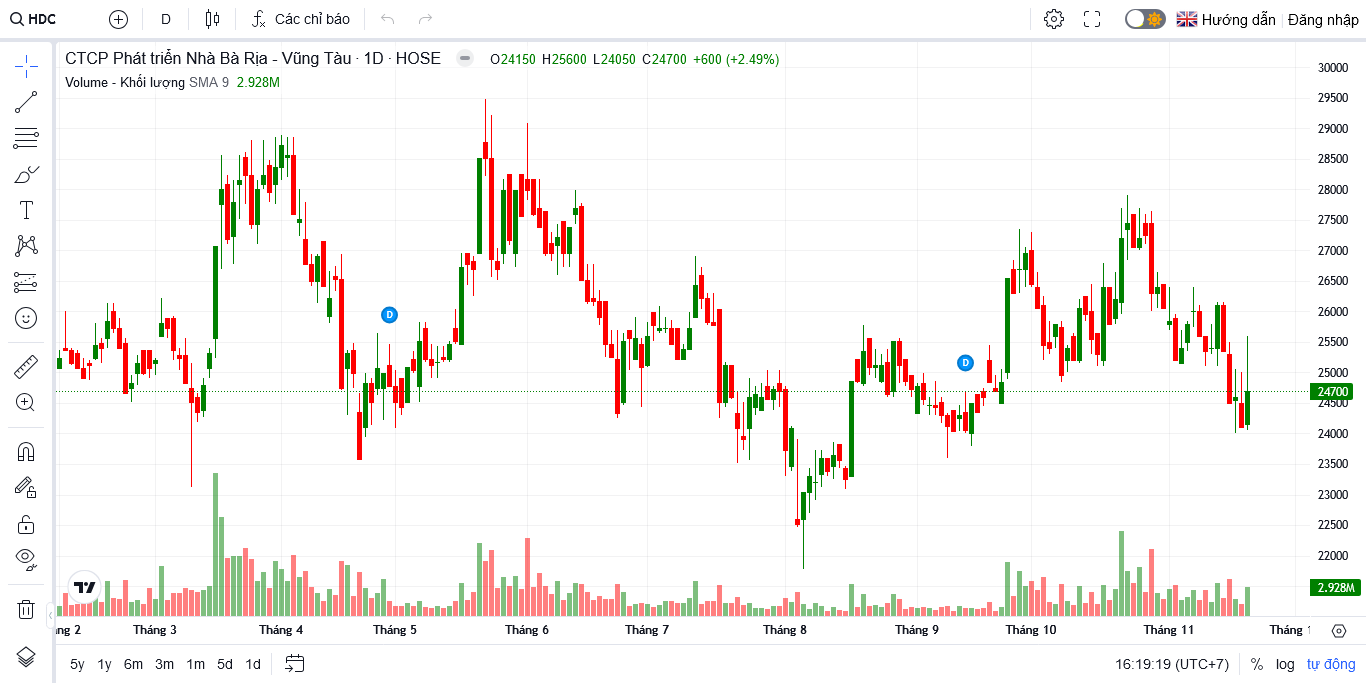 HDC D Các chỉ báo Hướng dẫn Đăng nhập
CTCP Phát triển Nhà Bà Rịa - Vũng Tàu · 1D · HOSE O24150 H25600 L24050 C24700 +600 (+2.49%)
Volume - Khối lượng SMA 9 2.928M
30000
29500
29000
28500
28000
27500
27000
26500
26000
D
25500
D
25000
24700
24500
24000
23500
23000
22500
22000
2.928M
ng 2 Tháng 3 Tháng 4 Tháng 5 Tháng 6 Tháng 7 Tháng 8 Tháng 9 Tháng 10 Tháng 11 Tháng 1
5y 1y 6m 3m 1m 5d 1d 16:19:19 (UTC+7) % log tự động